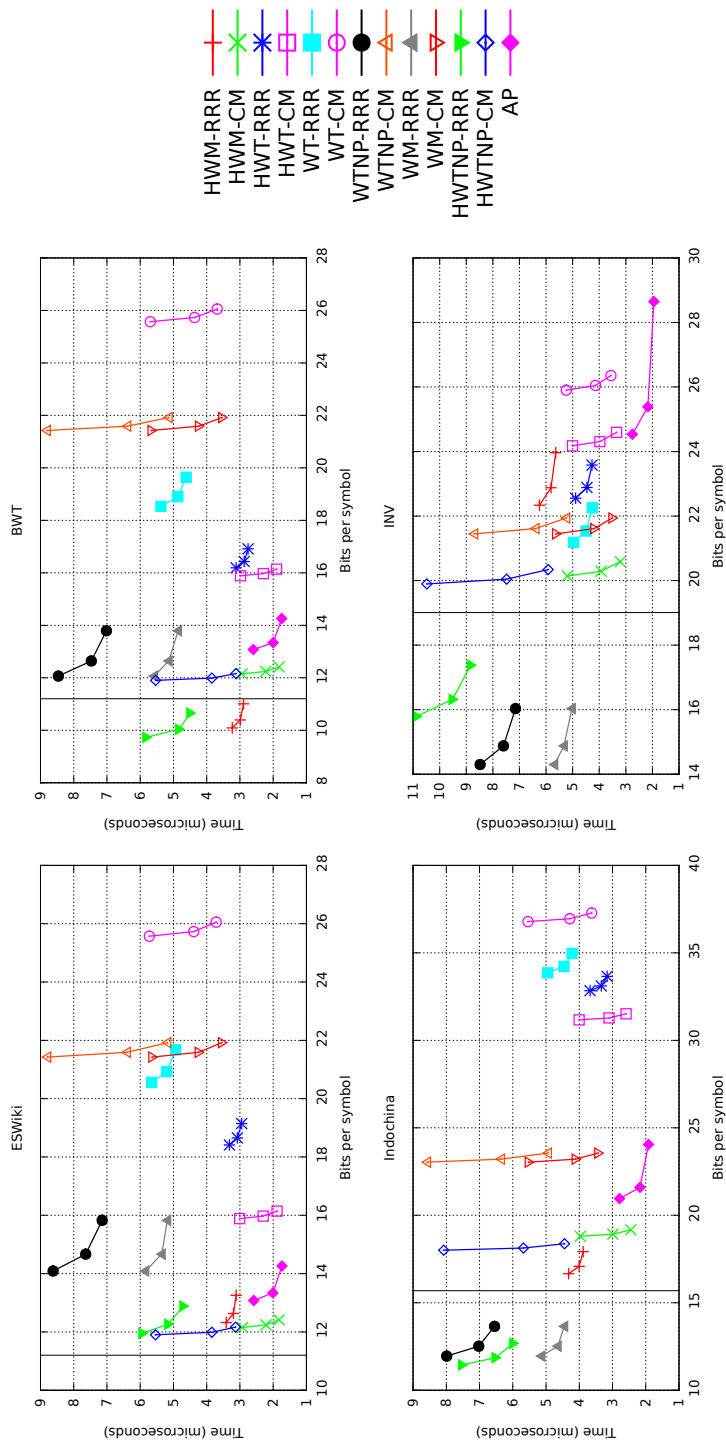 ESWiki
Time (microseconds)
9
8
7
6
5
4
3
2
1
10 12 14 16 18 20 22 24 26 28
Bits per symbol
BWT
Time (microseconds)
9
8
7
6
5
4
3
2
1
8 10 12 14 16 18 20 22 24 26 28
Bits per symbol
Indochina
Time (microseconds)
9
8
7
6
5
4
3
2
1
10 15 20 25 30 35 40
Bits per symbol
INV
Time (microseconds)
11
10
9
8
7
6
5
4
3
2
1
14 16 18 20 22 24 26 28 30
Bits per symbol
HWM-RRR
HWM-CM
HWT-RRR
HWT-CM
WT-RRR
WT-CM
WTNP-RRR
WTNP-CM
WM-RRR
WM-CM
HWTNP-RRR
HWTNP-CM
AP